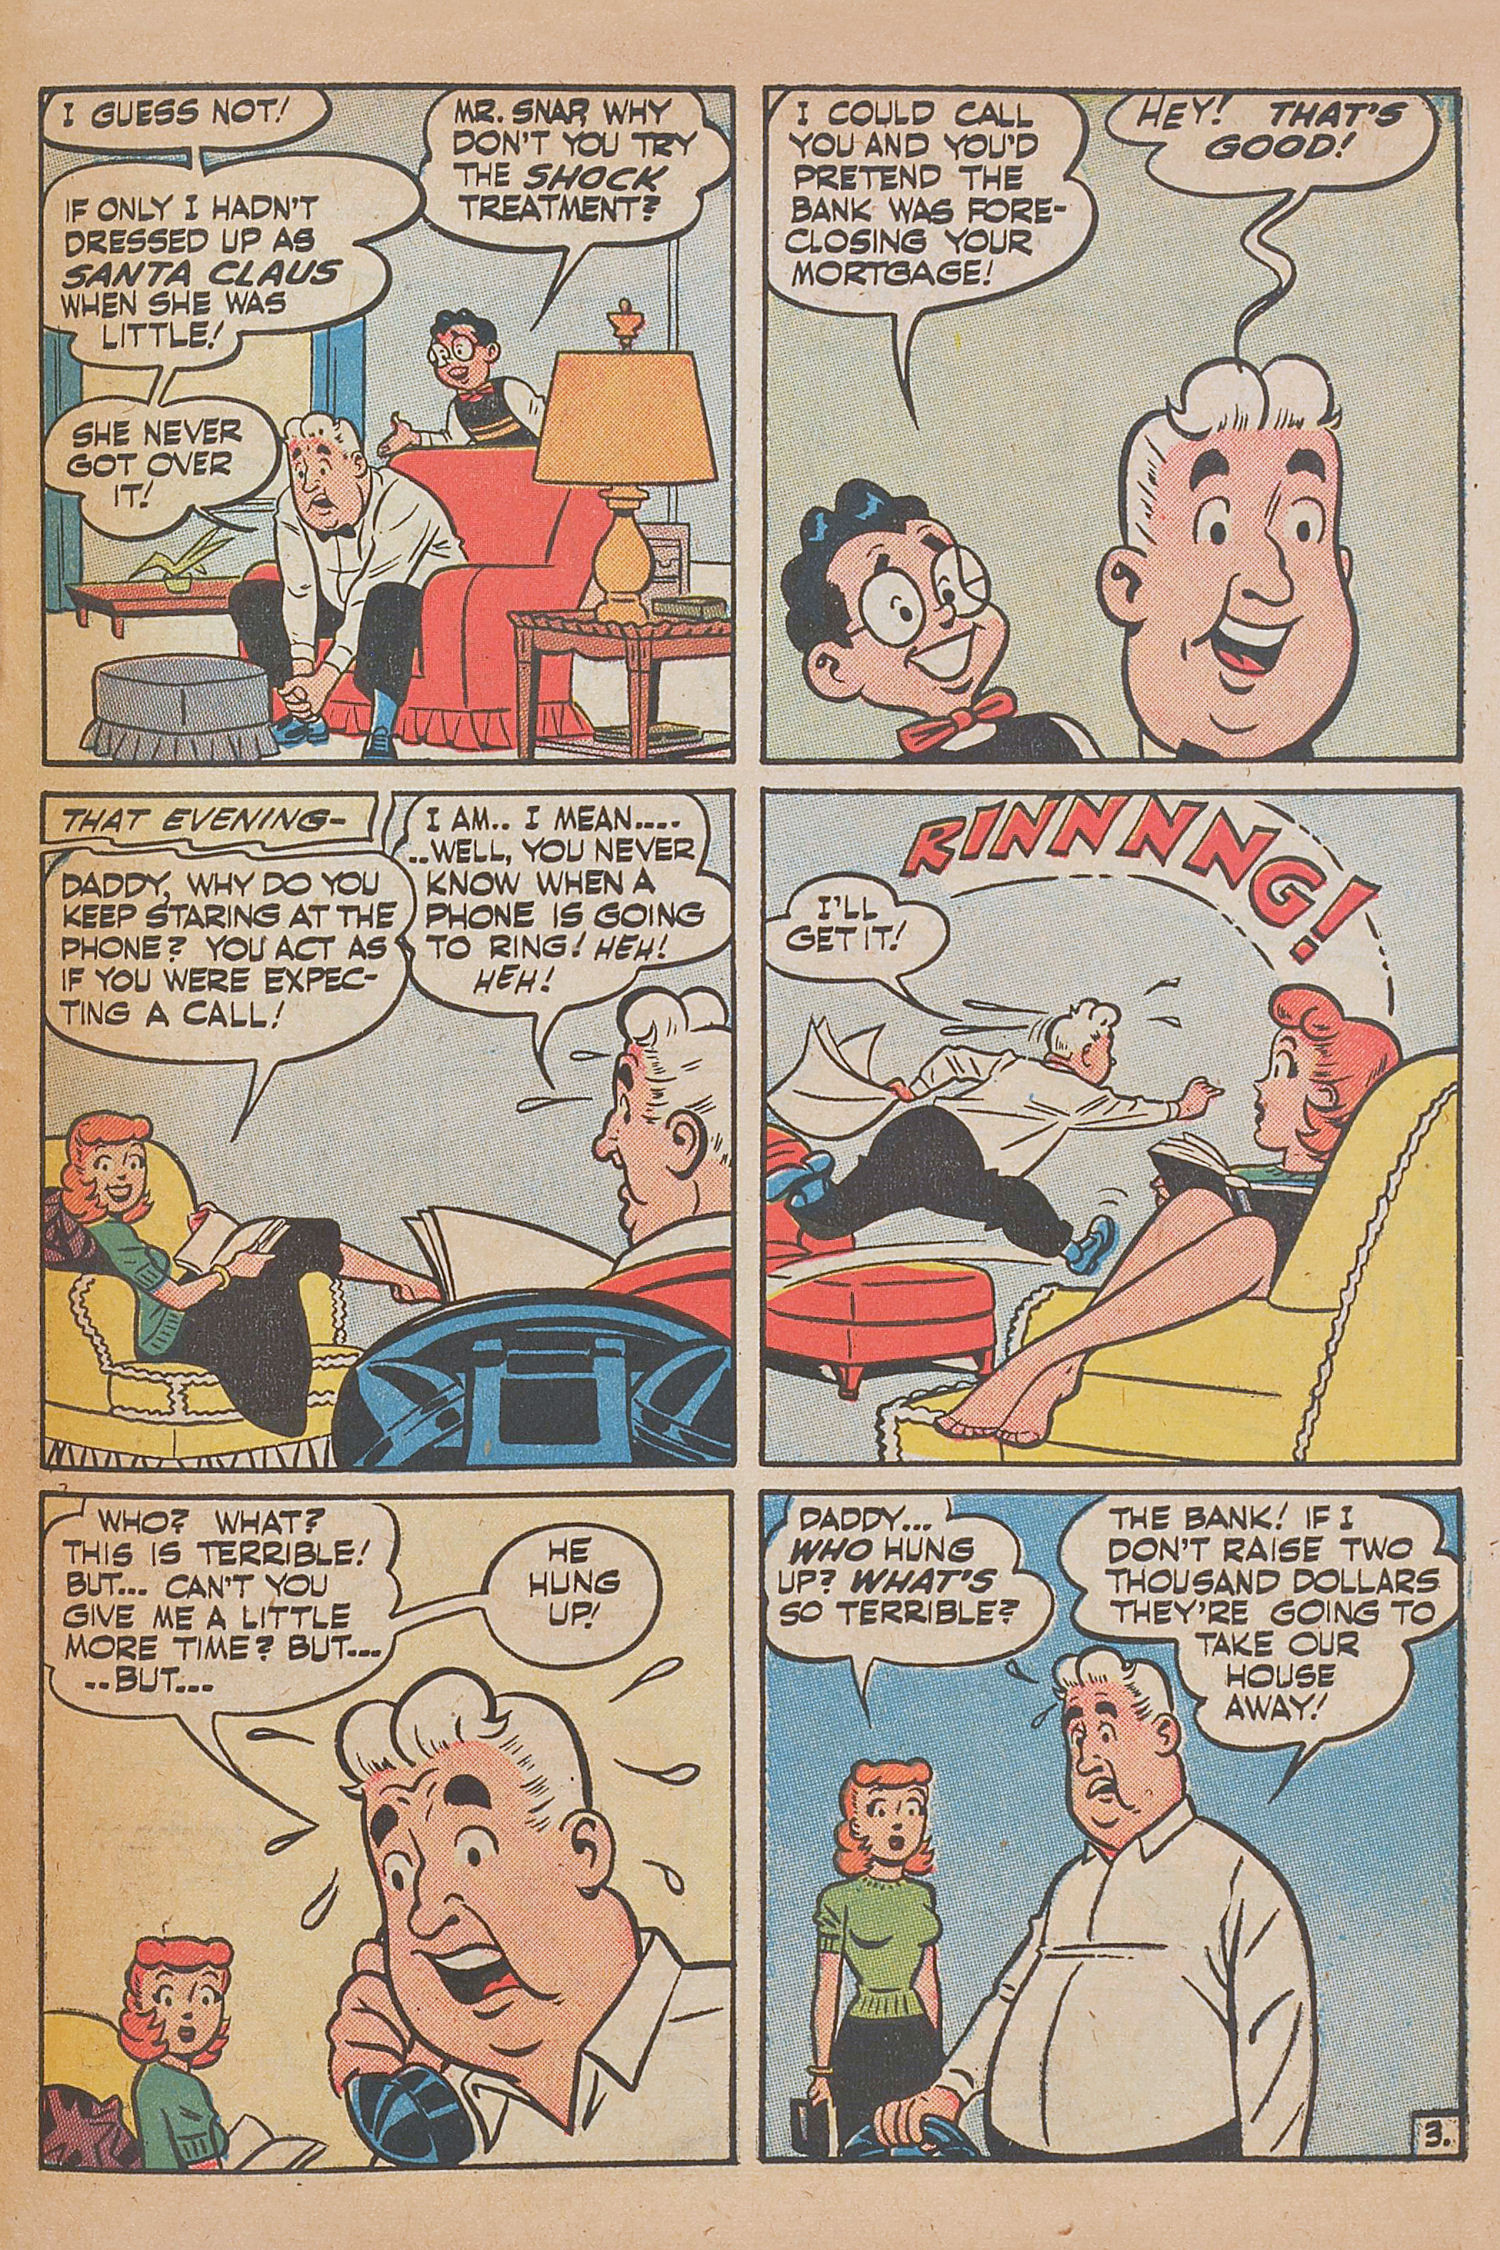 I GUESS NOT!
IF ONLY I HADN'T
DRESSED UP AS
SANTA CLAUS
WHEN SHE WAS
LITTLE!
SHE NEVER
GOT OVER
IT!
MR. SNAP, WHY
DON'T YOU TRY
THE SHOCK
TREATMENT?
I COULD CALL
YOU AND YOU'D
PRETEND THE
BANK WAS FORE-
CLOSING YOUR
MORTGAGE!
HEY! THAT'S
GOOD!
THAT EVENING-
DADDY, WHY DO YOU
KEEP STARING AT THE
PHONE? YOU ACT AS
IF YOU WERE EXPEC-
TING A CALL!
I AM.. I MEAN....
..WELL, YOU NEVER
KNOW WHEN A
PHONE IS GOING
TO RING! HEH!
HEH!
RINNNNG!
I'LL
GET IT!
WHO? WHAT?
THIS IS TERRIBLE!
BUT... CAN'T YOU
GIVE ME A LITTLE
MORE TIME? BUT....
..BUT....
HE
HUNG
UP!
DADDY...
WHO HUNG
UP? WHAT'S
SO TERRIBLE?
THE BANK! IF I
DON'T RAISE TWO
THOUSAND DOLLARS
THEY'RE GOING TO
TAKE OUR
HOUSE
AWAY!
3.